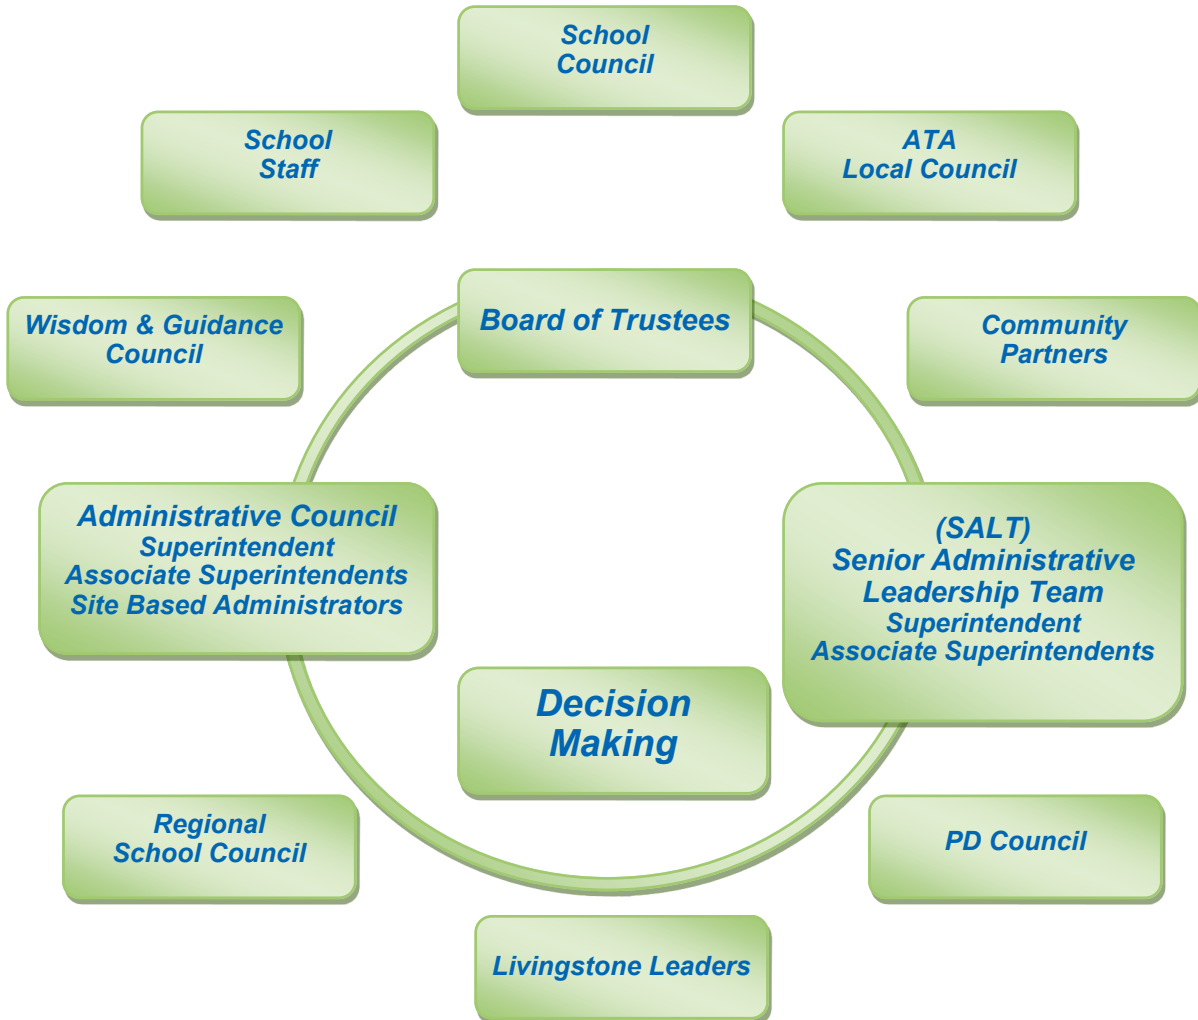 School
Council
School
Staff
ATA
Local Council
Board of Trustees
Wisdom & Guidance
Council
Community
Partners
Administrative Council
Superintendent
Associate Superintendents
Site Based Administrators
(SALT)
Senior Administrative
Leadership Team
Superintendent
Associate Superintendents
Decision
Making
Regional
School Council
PD Council
Livingstone Leaders